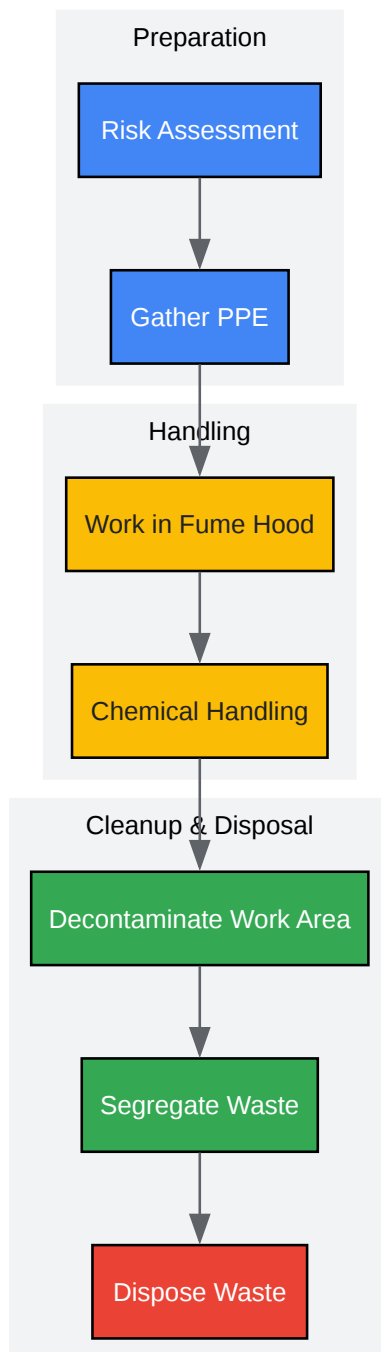 Preparation
Risk Assessment
Gather PPE
Handling
Work in Fume Hood
Chemical Handling
Cleanup & Disposal
Decontaminate Work Area
Segregate Waste
Dispose Waste